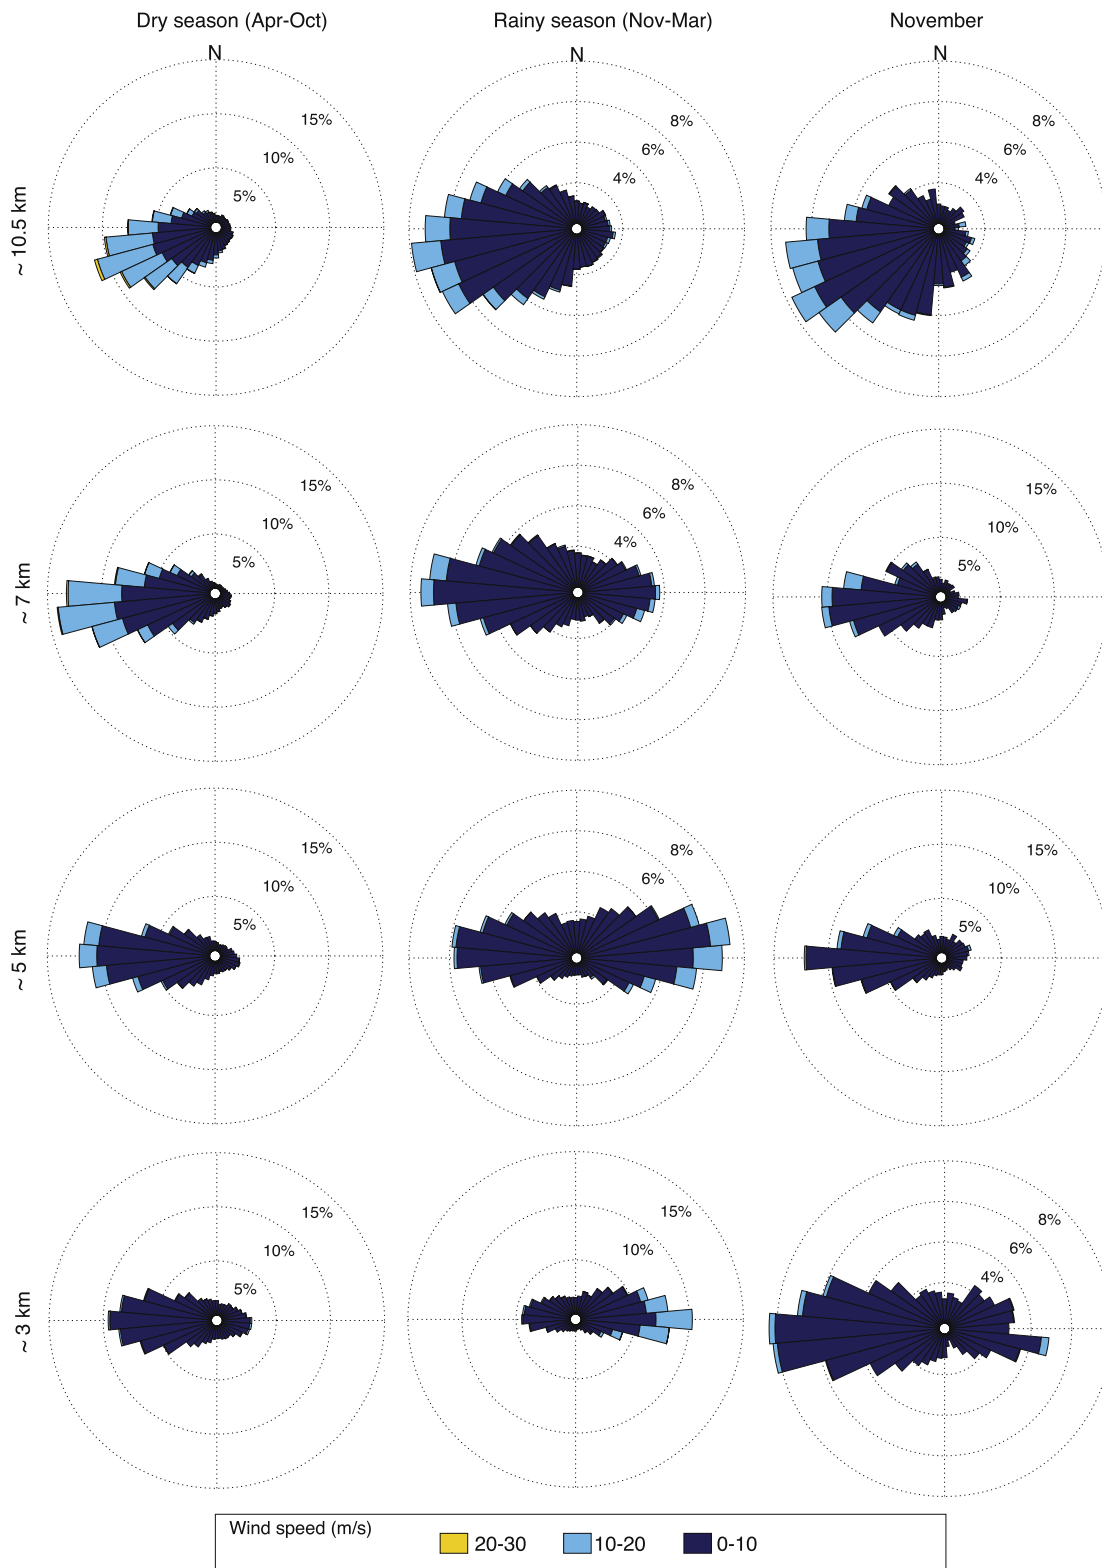 Dry season (Apr-Oct) Rainy season (Nov-Mar) November
N N N
15% 8% 8%
10% 6% 6%
5% 4% 4%
~ 10.5 km
15% 8% 15%
10% 6% 10%
5% 4% 5%
~ 7 km
15% 8% 15%
10% 6% 10%
5% 5%
~ 5 km
15% 15% 8%
10% 10% 6%
5% 4%
~ 3 km
Wind speed (m/s)
20-30 10-20 0-10